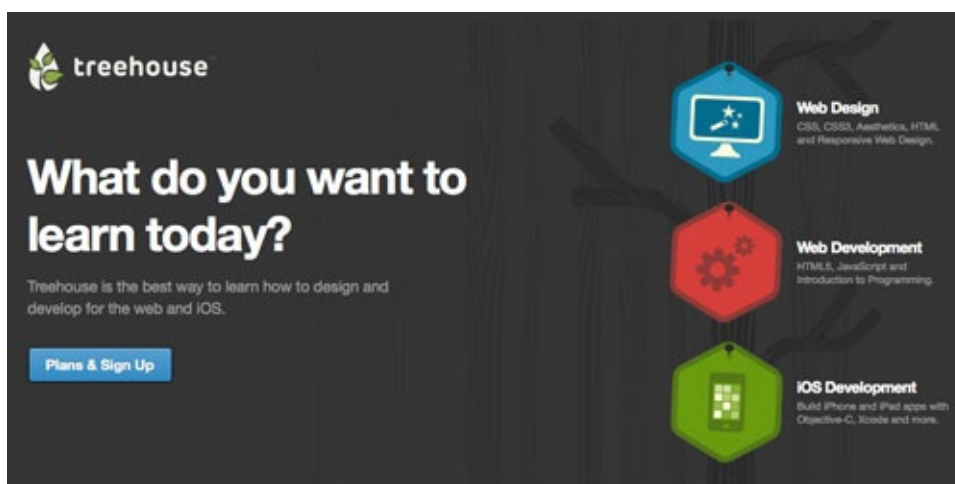 treehouse
What do you want to
learn today?
Treehouse is the best way to learn how to design and
develop for the web and iOS.
Plans & Sign Up
Web Design
CSS, CSS3, Aesthetics, HTML
and Responsive Web Design.
Web Development
HTML5, JavaScript and
Introduction to Programming.
iOS Development
Build iPhone and iPad apps with
Objective-C, Xcode and more.